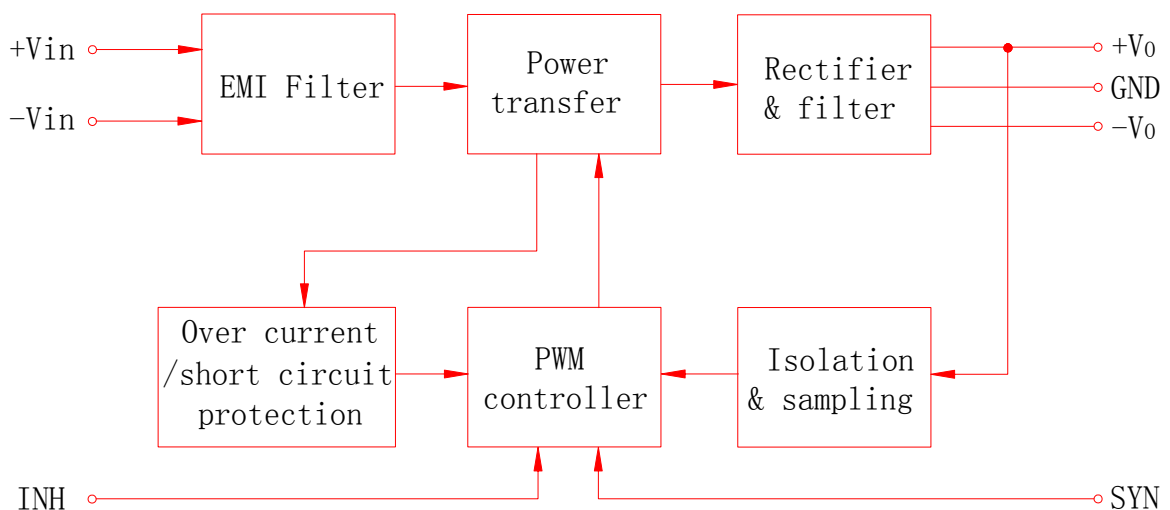 +Vin
-Vin
EMI Filter
Power
transfer
Rectifier
& filter
+V₀
GND
-V₀
Over current
/short circuit
protection
PWM
controller
Isolation
& sampling
INH
SYN